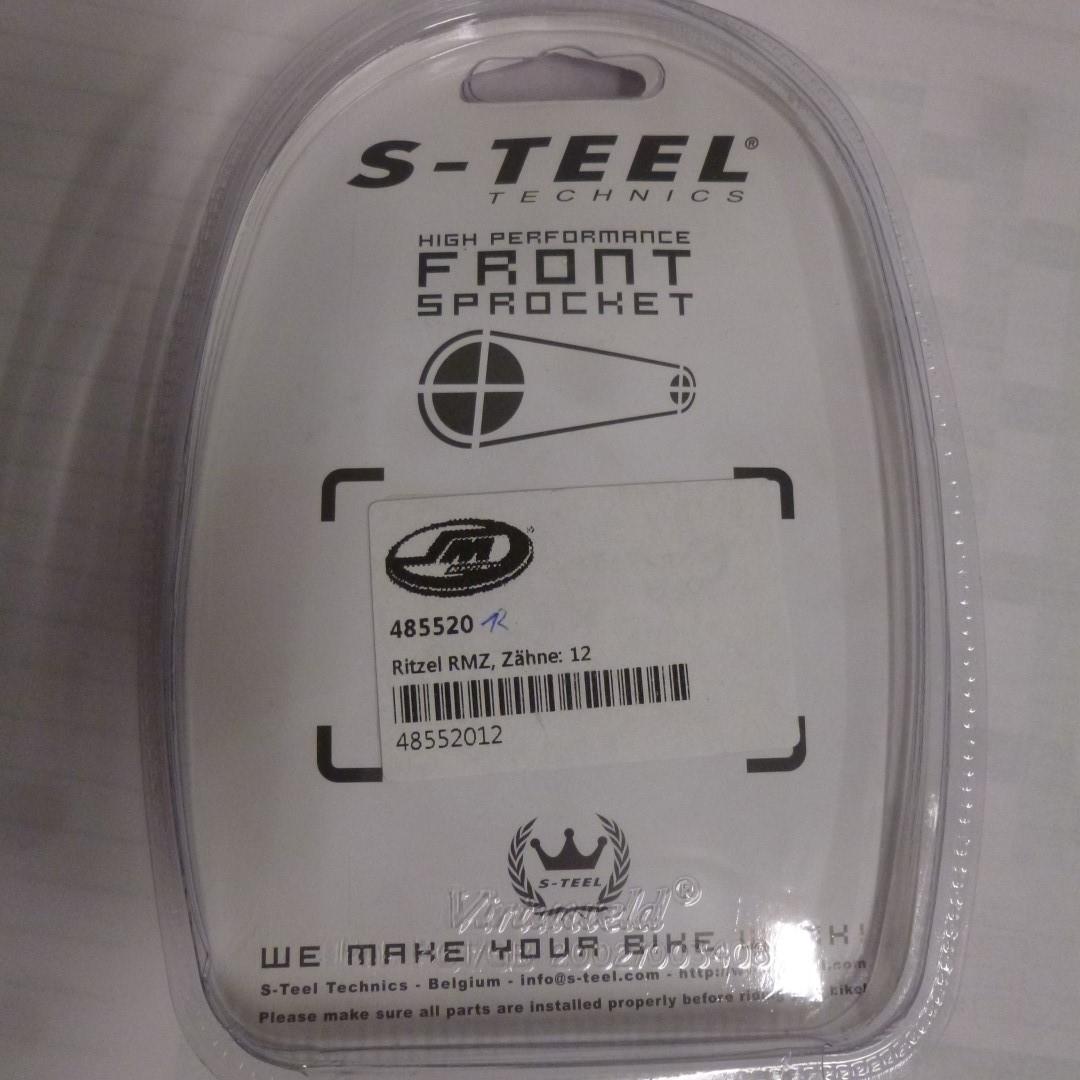 S-TEEL®
TECHNICS
HIGH PERFORMANCE
FRONT
SPROCKET
485520 12
Ritzel RMZ, Zähne: 12
48552012
S-TEEL
®
WE MAKE YOUR BIKE
S-Teel Technics - Belgium - info@s-teel.com -
Please make sure all parts are installed properly before bike!